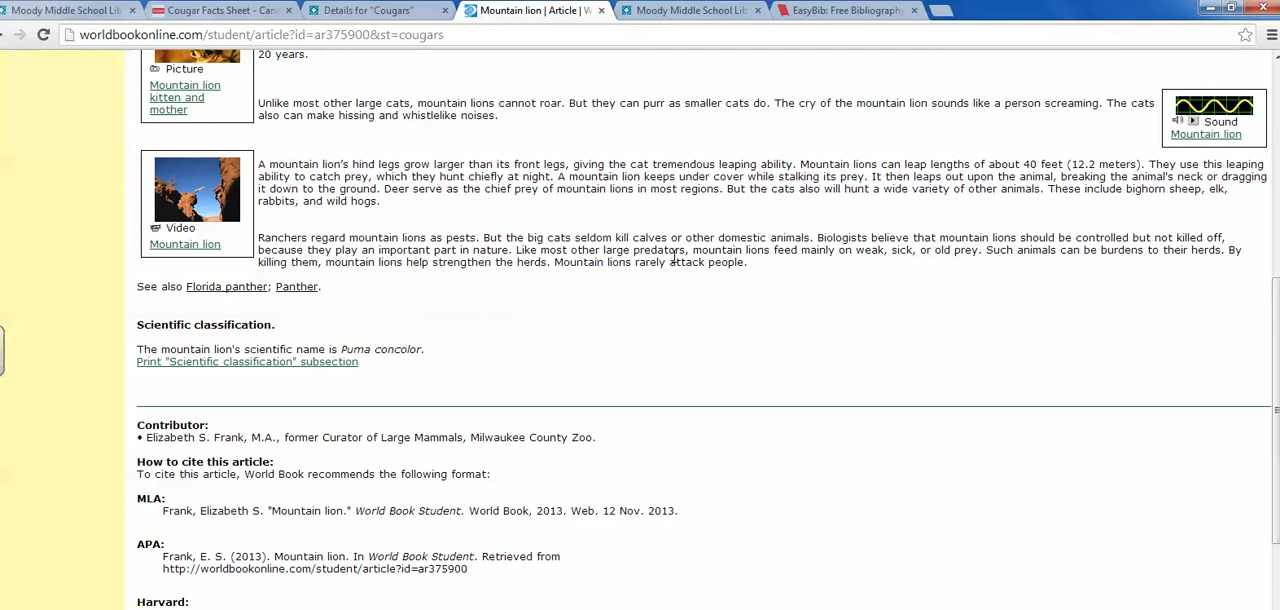 Moody Middle School Lib
Cougar Facts Sheet - Can
Details for "Cougars"
Mountain lion | Article | W
Moody Middle School Lib
EasyBib: Free Bibliography
worldbookonline.com/student/article?id=ar375900&st=cougars
20 years.
Picture
Mountain lion
kitten and
mother
Unlike most other large cats, mountain lions cannot roar. But they can purr as smaller cats do. The cry of the mountain lion sounds like a person screaming. The cats
also can make hissing and whistlelike noises.
Sound
Mountain lion
A mountain lion's hind legs grow larger than its front legs, giving the cat tremendous leaping ability. Mountain lions can leap lengths of about 40 feet (12.2 meters). They use this leaping
ability to catch prey, which they hunt chiefly at night. A mountain lion keeps under cover while stalking its prey. It then leaps out upon the animal, breaking the animal's neck or dragging
it down to the ground. Deer serve as the chief prey of mountain lions in most regions. But the cats also will hunt a wide variety of other animals. These include bighorn sheep, elk,
rabbits, and wild hogs.
Video
Mountain lion
Ranchers regard mountain lions as pests. But the big cats seldom kill calves or other domestic animals. Biologists believe that mountain lions should be controlled but not killed off,
because they play an important part in nature. Like most other large predators, mountain lions feed mainly on weak, sick, or old prey. Such animals can be burdens to their herds. By
killing them, mountain lions help strengthen the herds. Mountain lions rarely attack people.
See also Florida panther; Panther.
Scientific classification.
The mountain lion's scientific name is Puma concolor.
Print "Scientific classification" subsection
Contributor:
• Elizabeth S. Frank, M.A., former Curator of Large Mammals, Milwaukee County Zoo.
How to cite this article:
To cite this article, World Book recommends the following format:
MLA:
Frank, Elizabeth S. "Mountain lion." World Book Student. World Book, 2013. Web. 12 Nov. 2013.
APA:
Frank, E. S. (2013). Mountain lion. In World Book Student. Retrieved from
http://worldbookonline.com/student/article?id=ar375900
Harvard: